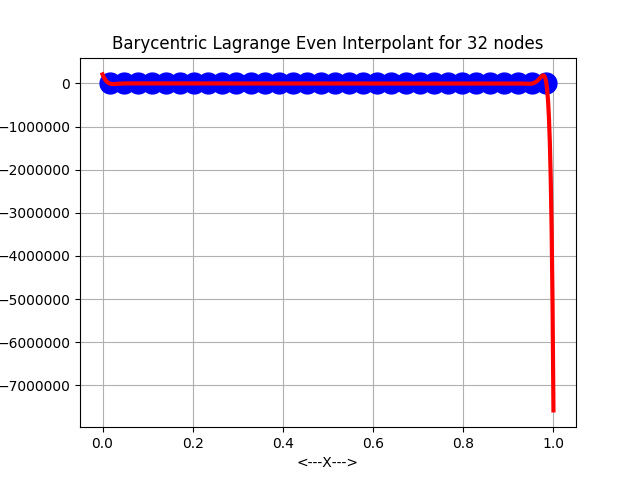 Barycentric Lagrange Even Interpolant for 32 nodes
0
−1000000
−2000000
−3000000
−4000000
−5000000
−6000000
−7000000
0.0 0.2 0.4 0.6 0.8 1.0
<---X--->